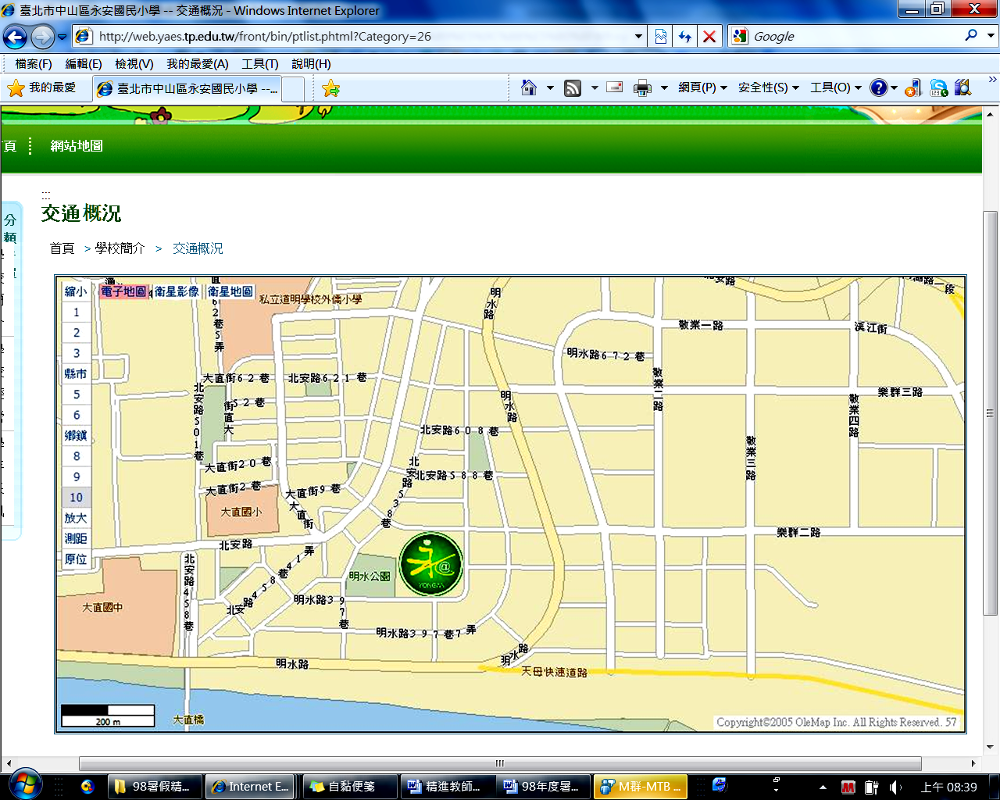 臺北市中山區永安國民小學 -- 交通概況 - Windows Internet Explorer
http://web.yaes.tp.edu.tw/front/bin/ptlist.phtml?Category=26
Google
檔案(F) 編輯(E) 檢視(V) 我的最愛(A) 工具(T) 說明(H)
我的最愛
臺北市中山區永安國民小學 --...
網頁(P) 安全性(S) 工具(O)
頁 網站地圖
:::
分類
交通概況
首頁 > 學校簡介 > 交通概況
縮小
1
2
3
縣市
5
6
鄉鎮
8
9
10
放大
測距
原位
電子地圖 衛星影像 衛星地圖
私立道明學校外僑小學
明水路
敬業一路
溪江街
明水路672巷
大直街62巷
北安路621巷
敬業二路
樂群三路
北安路501巷
52巷
街直大
明水路
敬業四路
北安路608巷
敬業三路
大直街20巷
北安路588巷
北安路
大直街2巷
大直街9巷
大直國小
大直街
樂群二路
北安路
明水公園
永@
YONGAN
北安路458巷
北安路458巷41弄
大直國中
明水路397巷
明水路397巷7弄
明水路
明水路
天母快速道路
大直橋
200 m
Copyright©2005 OleMap Inc. All Rights Reserved. 57
98暑假精...
Internet E...
自黏便箋
精進教師...
98年度暑...
M群-MTB ...
上午 08:39